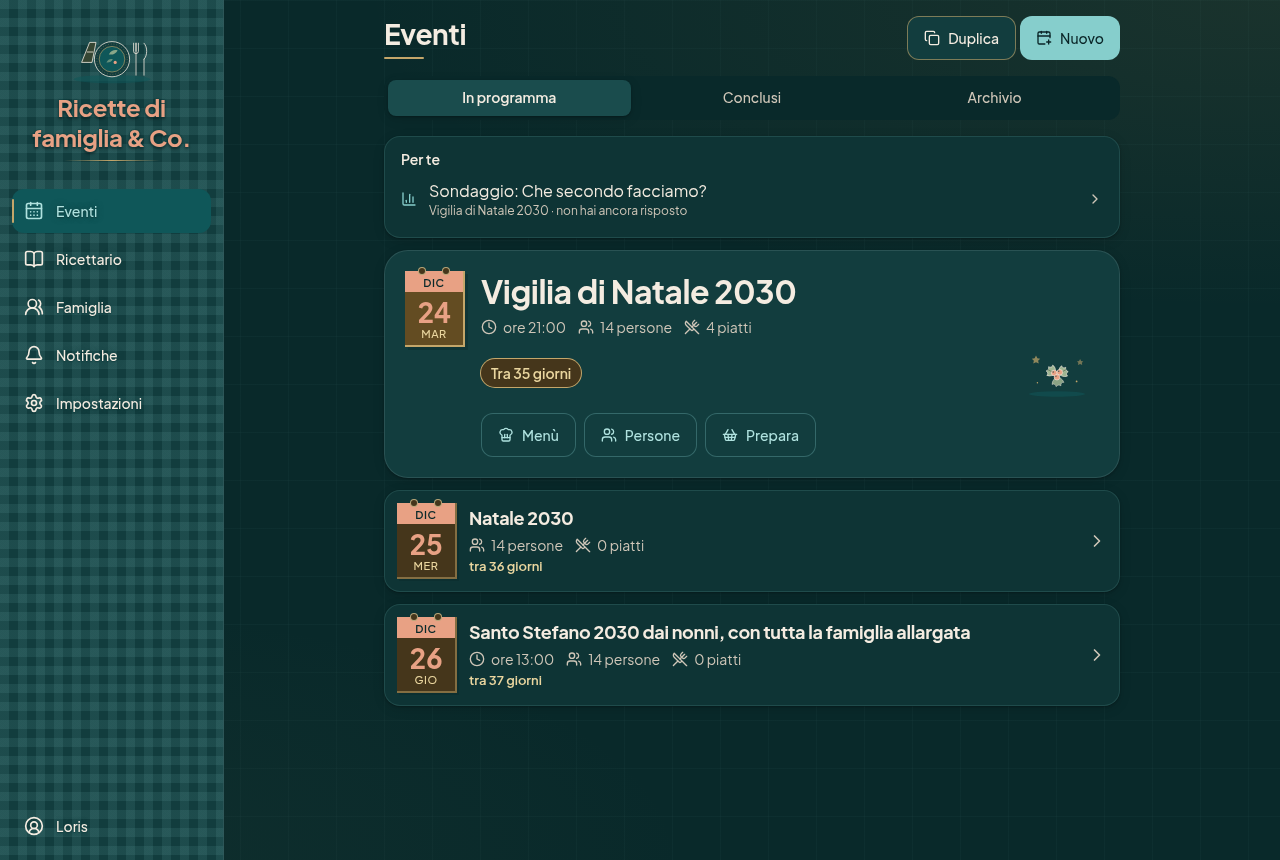 Ricette di
famiglia & Co.
Eventi
Ricettario
Famiglia
Notifiche
Impostazioni
Loris
Eventi
Duplica
Nuovo
In programma
Conclusi
Archivio
Per te
Sondaggio: Che secondo facciamo?
Vigilia di Natale 2030 · non hai ancora risposto
DIC
24
MAR
Vigilia di Natale 2030
ore 21:00
14 persone
4 piatti
Tra 35 giorni
Menù
Persone
Prepara
DIC
25
MER
Natale 2030
14 persone
0 piatti
tra 36 giorni
DIC
26
GIO
Santo Stefano 2030 dai nonni, con tutta la famiglia allargata
ore 13:00
14 persone
0 piatti
tra 37 giorni